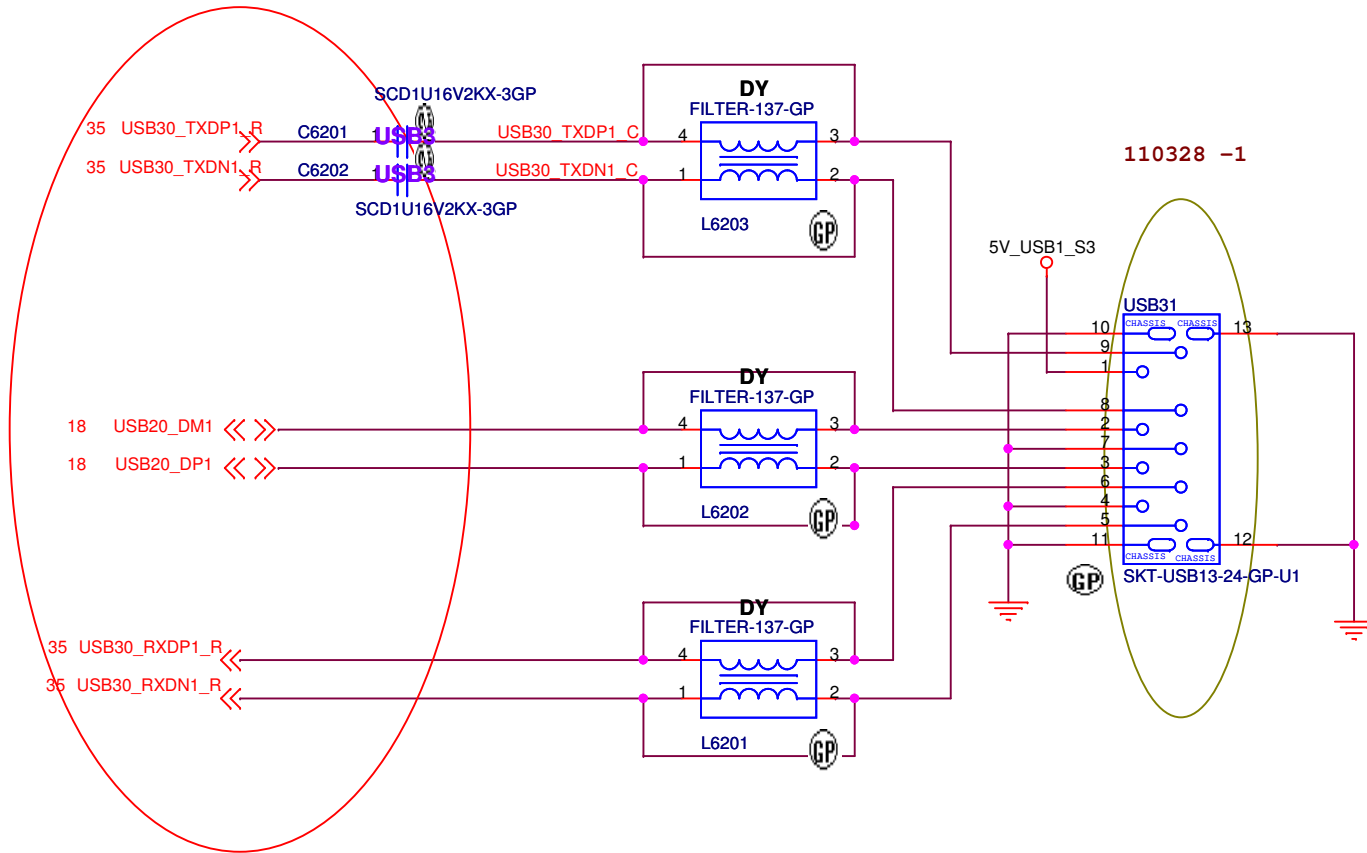 SCD1U16V2KX-3GP
35 USB30_TXDP1_R
C6201
1
USB3
USB30_TXDP1_C
35 USB30_TXDN1_R
C6202
1
USB3
USB30_TXDN1_C
SCD1U16V2KX-3GP
DY
FILTER-137-GP
4
3
1
2
L6203
GP
110328 -1
5V_USB1_S3
USB31
10
CHASSIS
CHASSIS
13
9
1
8
2
7
3
6
4
5
11
CHASSIS
CHASSIS
12
GP
SKT-USB13-24-GP-U1
18 USB20_DM1
18 USB20_DP1
DY
FILTER-137-GP
4
3
1
2
L6202
GP
35 USB30_RXDP1_R
35 USB30_RXDN1_R
DY
FILTER-137-GP
4
3
1
2
L6201
GP